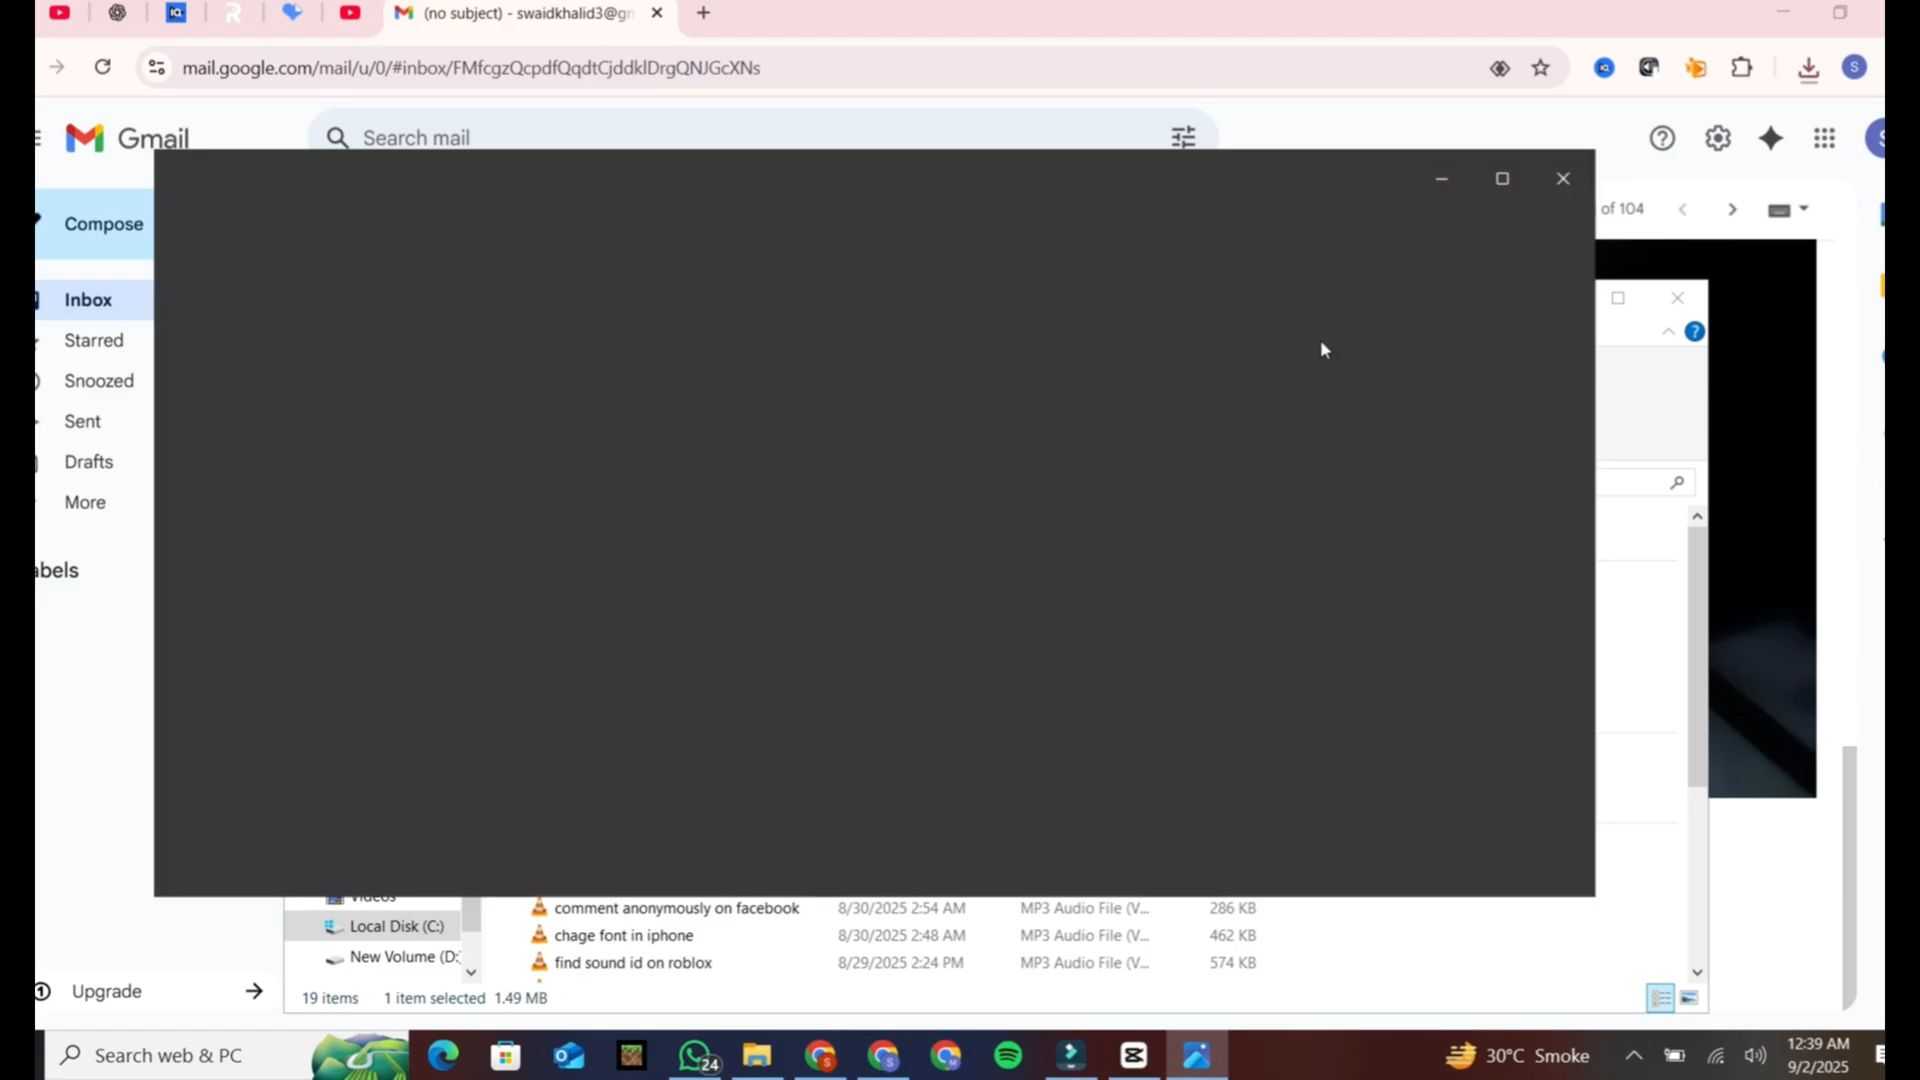 (no subject) - swaidkhalid3@gm
mail.google.com/mail/u/0/#inbox/FMfcgzQcpdfQqdtCjddklDrgQNJGcXNs
S
Gmail
Search mail
Compose
of 104
Inbox
Starred
Snoozed
Sent
Drafts
More
abels
Videos
comment anonymously on facebook 8/30/2025 2:54 AM MP3 Audio File (V... 286 KB
Local Disk (C:)
chage font in iphone 8/30/2025 2:48 AM MP3 Audio File (V... 462 KB
New Volume (D:
find sound id on roblox 8/29/2025 2:24 PM MP3 Audio File (V... 574 KB
Upgrade
19 items 1 item selected 1.49 MB
Search web & PC
24
30°C Smoke
12:39 AM
9/2/2025